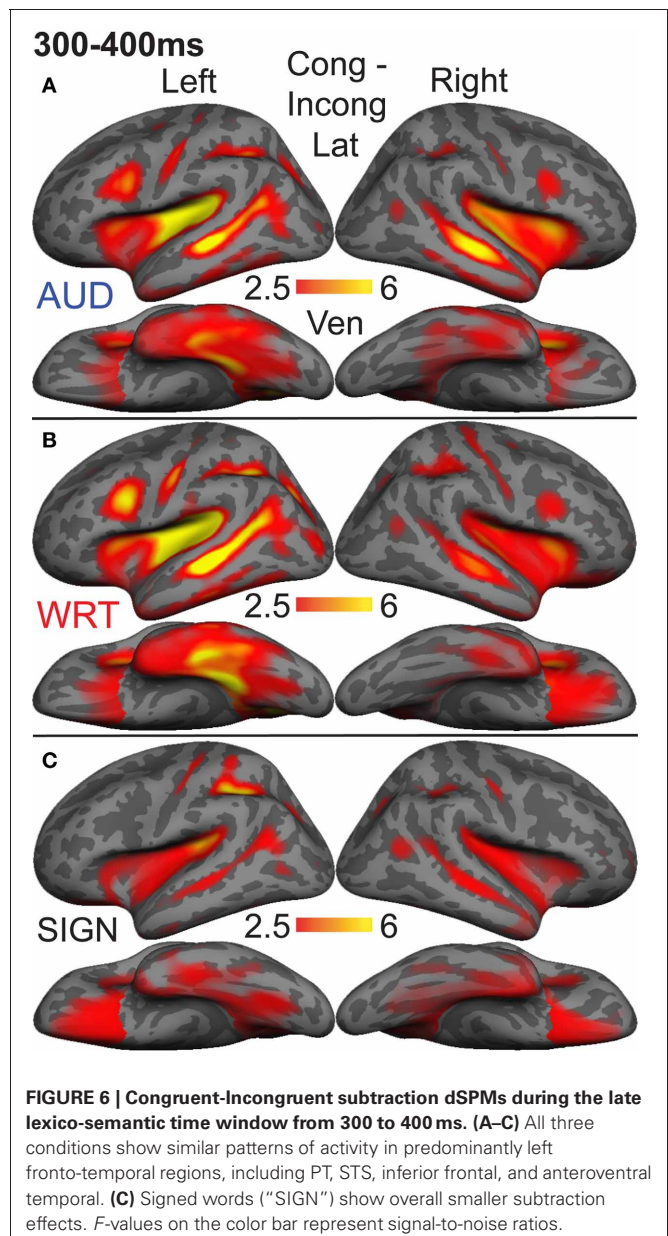 300-400ms
A
Left
Cong -
Incong
Lat
Right
AUD
2.5 6
Ven
B
WRT
2.5 6
C
SIGN
2.5 6
FIGURE 6 | Congruent-Incongruent subtraction dSPMs during the late
lexico-semantic time window from 300 to 400 ms. (A–C) All three
conditions show similar patterns of activity in predominantly left
fronto-temporal regions, including PT, STS, inferior frontal, and anteroventral
temporal. (C) Signed words (“SIGN”) show overall smaller subtraction
effects. F-values on the color bar represent signal-to-noise ratios.